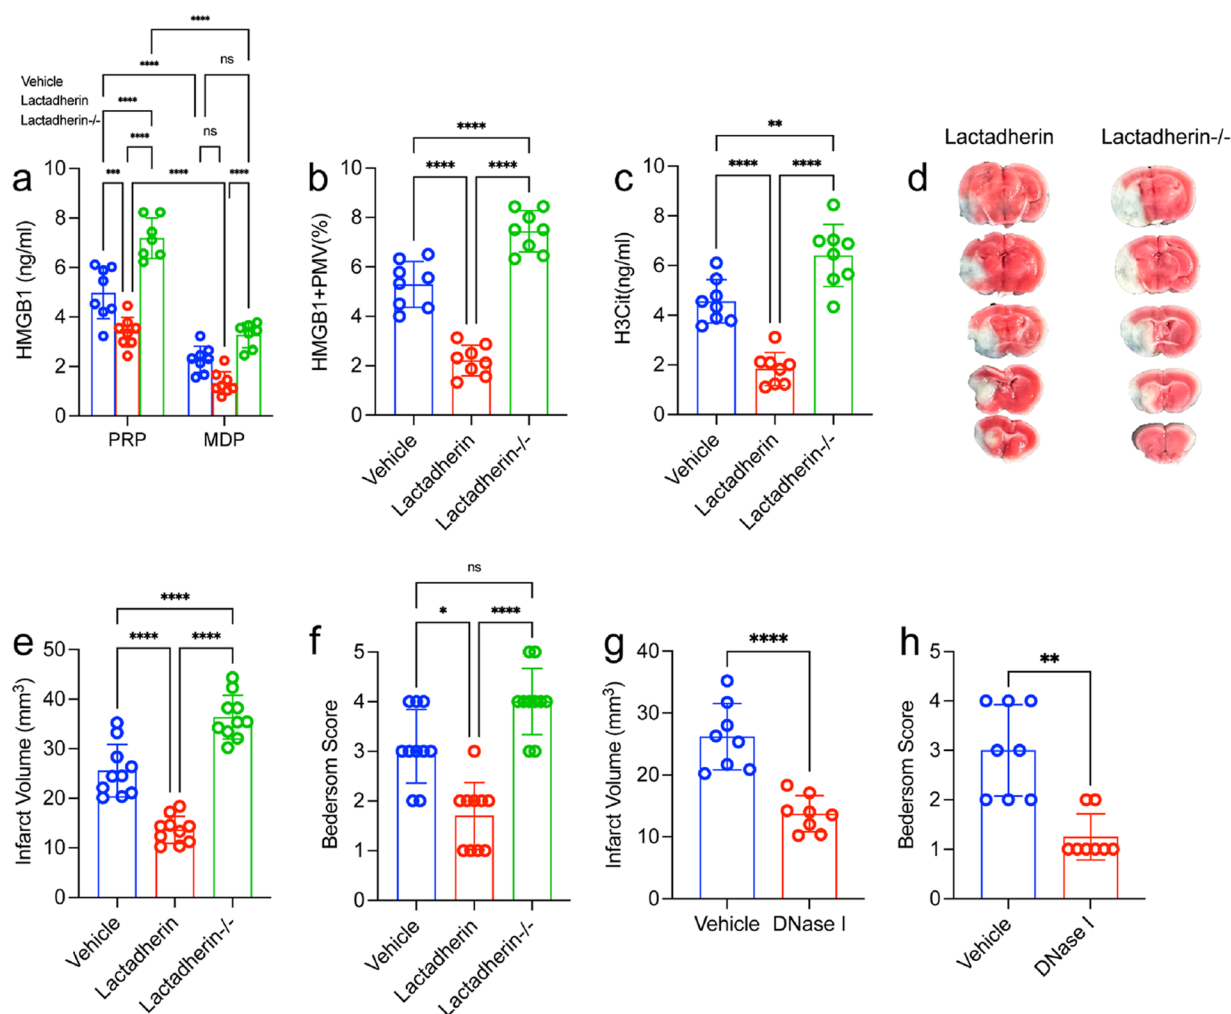 ****
ns
****
Vehicle
Lactadherin
Lactadherin-/-
****
ns
****
*** **** ****
a
HMGB1 (ng/ml)
10
8
6
4
2
0
PRP MDP
b
****
**** ****
HMGB1+PMV(%)
10
8
6
4
2
0
Vehicle
Lactadherin
Lactadherin-/-
c
**
**** ****
H3Cit(ng/ml)
10
8
6
4
2
0
Vehicle
Lactadherin
Lactadherin-/-
d
Lactadherin Lactadherin-/-
e
****
**** ****
Infarct Volume (mm³)
50
40
30
20
10
0
Vehicle
Lactadherin
Lactadherin-/-
f
ns
* ****
Bedersom Score
5
4
3
2
1
0
Vehicle
Lactadherin
Lactadherin-/-
g
****
Infarct Volume (mm³)
40
30
20
10
0
Vehicle DNase I
h
**
Bedersom Score
5
4
3
2
1
0
Vehicle
DNase I